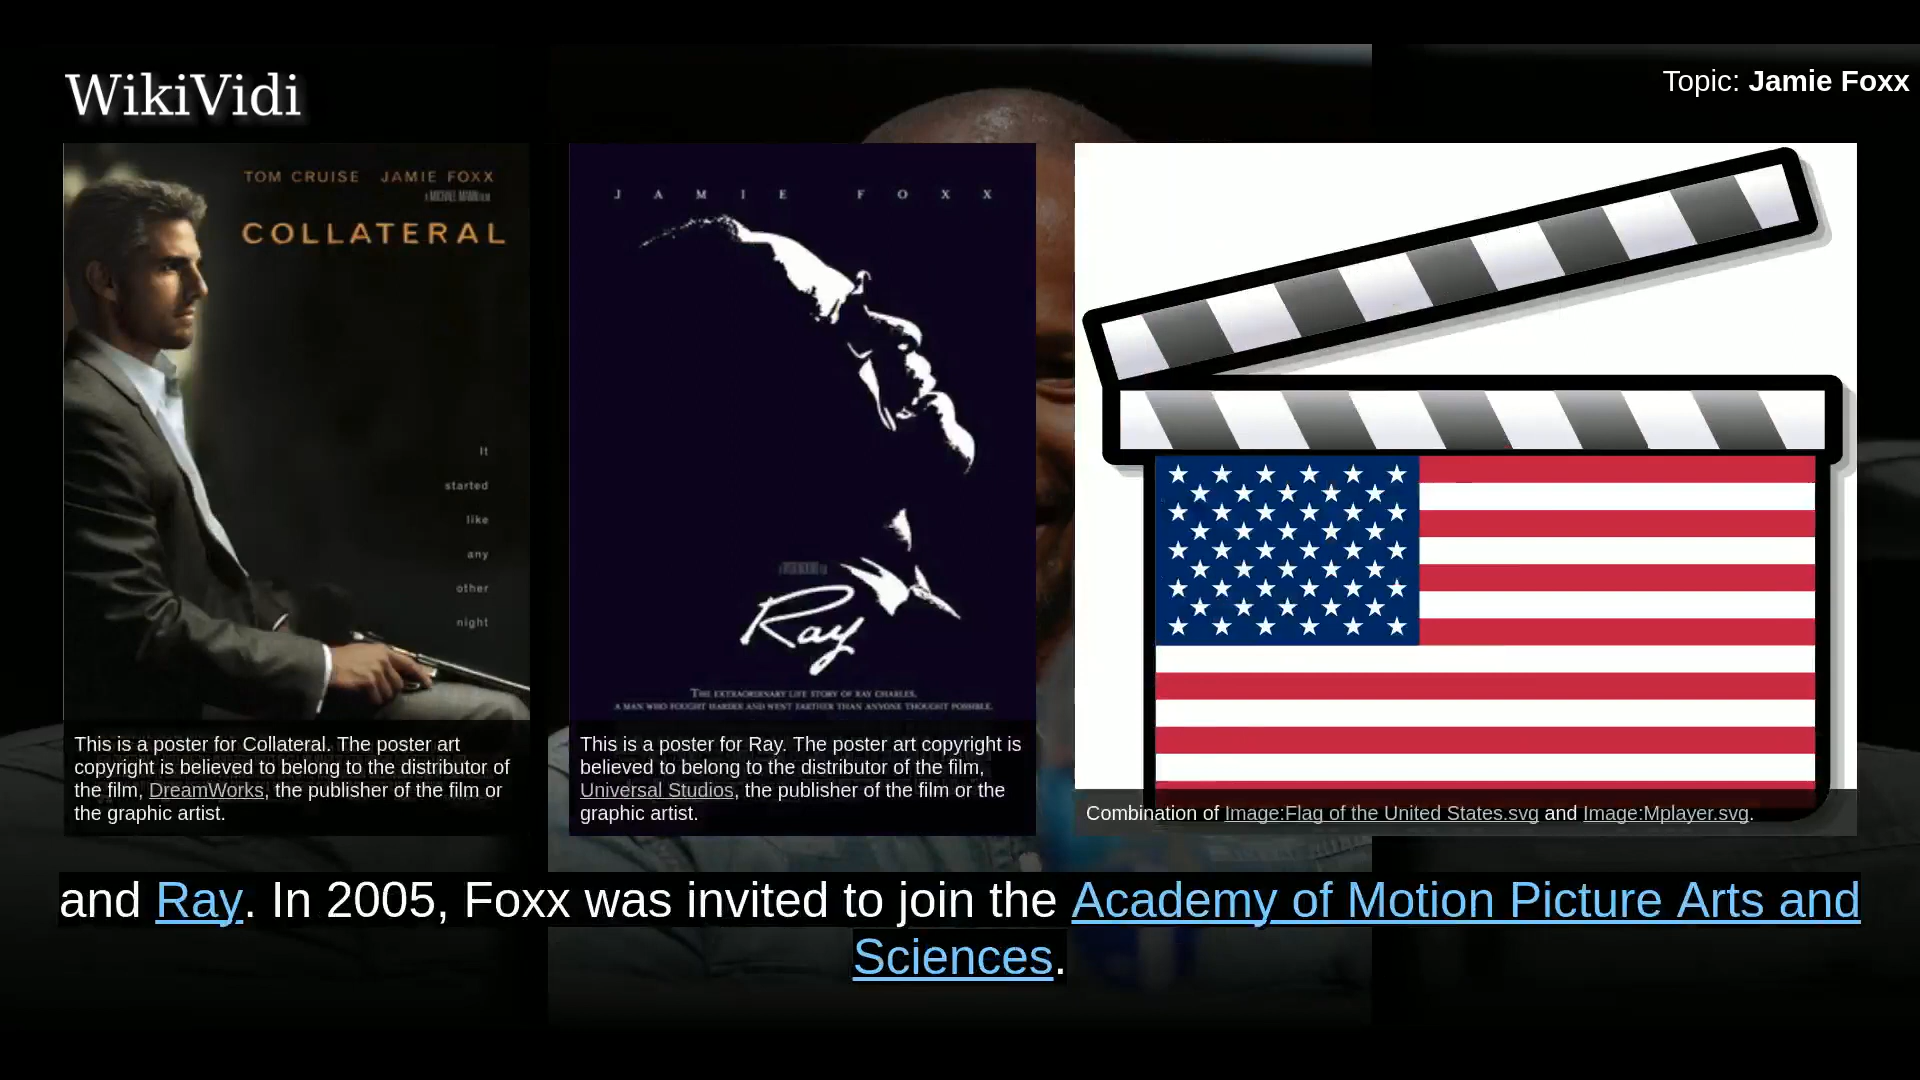 WikiVidi
Topic: Jamie Foxx
TOM CRUISE JAMIE FOXX
COLLATERAL
It
started
like
any
other
night
This is a poster for Collateral. The poster art
copyright is believed to belong to the distributor of
the film, DreamWorks, the publisher of the film or
the graphic artist.
JAMIE FOXX
Ray
THE EXTRAORDINARY LIFE STORY OF RAY CHARLES.
A MAN WHO FOUGHT HARDER AND WENT FARTHER THAN ANYONE THOUGHT POSSIBLE.
This is a poster for Ray. The poster art copyright is
believed to belong to the distributor of the film,
Universal Studios, the publisher of the film or the
graphic artist.
Combination of Image:Flag of the United States.svg and Image:Mplayer.svg.
and Ray. In 2005, Foxx was invited to join the Academy of Motion Picture Arts and
Sciences.